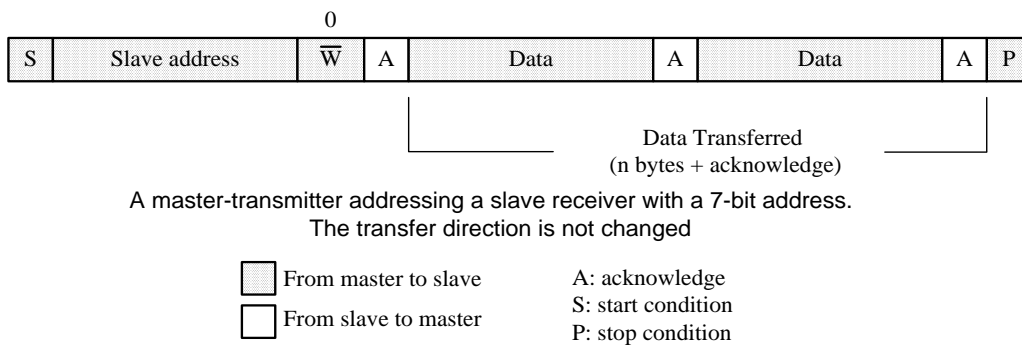 0
S Slave address W̅ A Data A Data A P
Data Transferred
(n bytes + acknowledge)
A master-transmitter addressing a slave receiver with a 7-bit address.
The transfer direction is not changed
From master to slave
From slave to master
A: acknowledge
S: start condition
P: stop condition